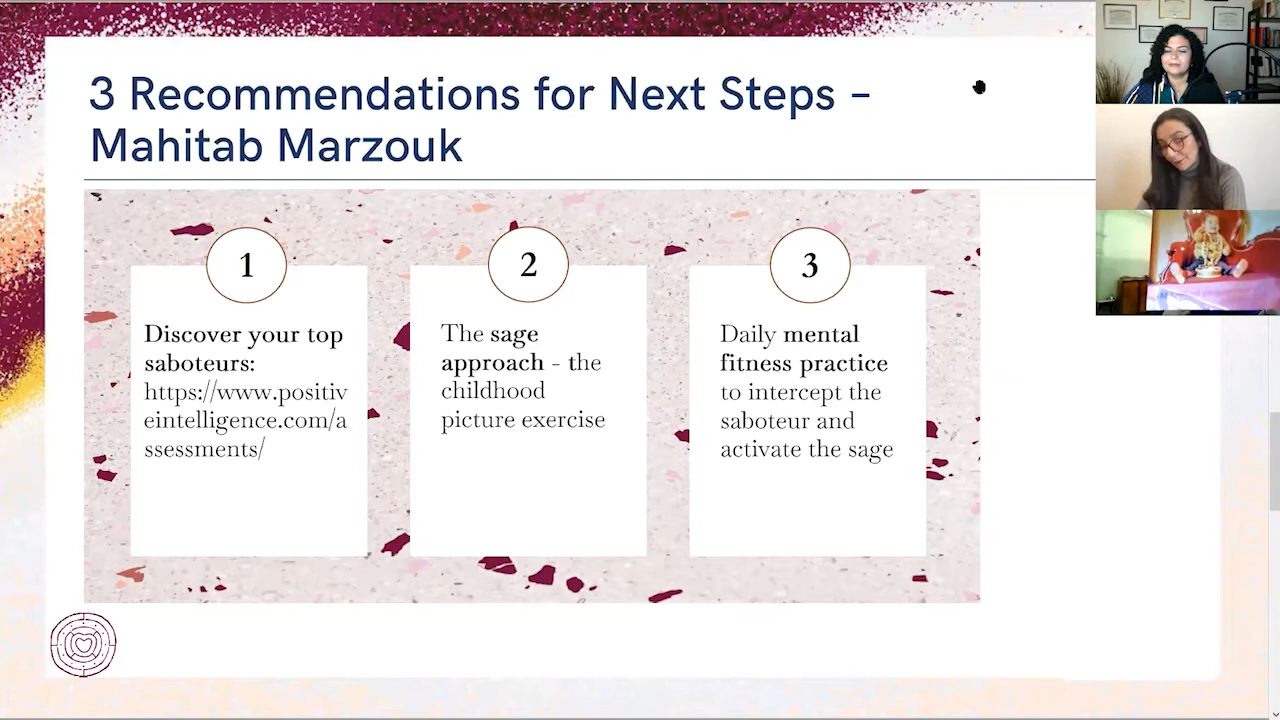 3 Recommendations for Next Steps –
Mahitab Marzouk
1
Discover your top
saboteurs:
https://www.positiv
eintelligence.com/a
ssessments/
2
The sage
approach - the
childhood
picture exercise
3
Daily mental
fitness practice
to intercept the
saboteur and
activate the sage